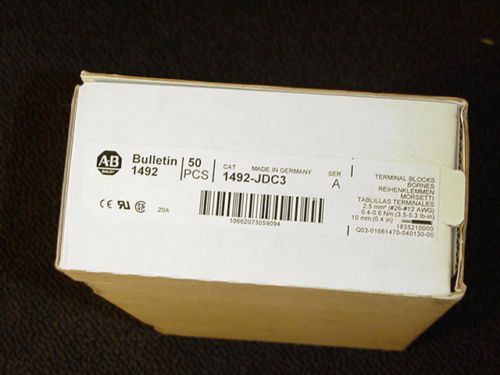 A-B
Bulletin 1492
50 PCS
CAT
MADE IN GERMANY
SER
1492-JDC3
A
CE
20A
10662073059094
TERMINAL BLOCKS
BORNES
REIHENKLEMMEN
MORSETTI
TABLILLAS TERMINALES
2.5 mm² (#26-#12 AWG)
0.4-0.6 Nm (3.5-5.3 lb-in)
10 mm (0.4 in)
1835210000
Q03-01661470-040130-00